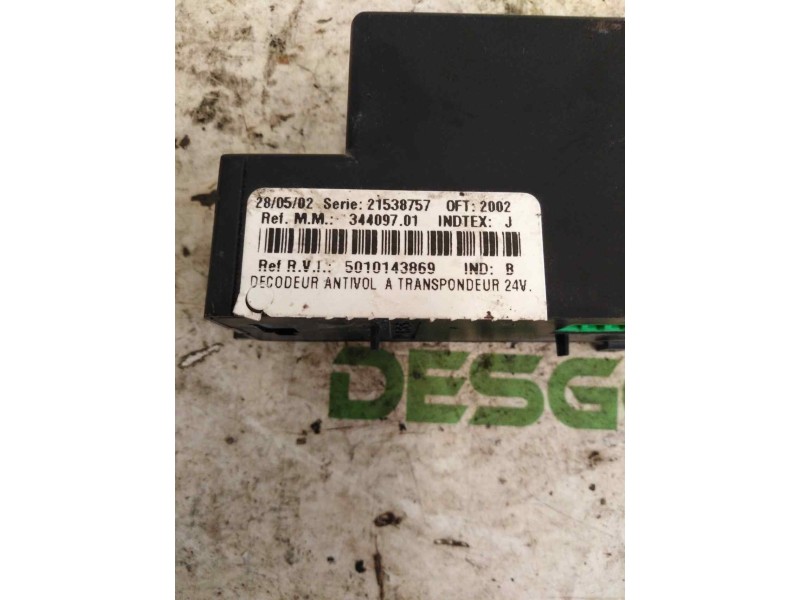 28/05/02 Serie: 21538757 OFT: 2002
Ref. M.M.: 344097.01 INDTEX: J
Ref R.V.I.: 5010143869 IND: B
DECODEUR ANTIVOL A TRANSPONDEUR 24V.
DESG